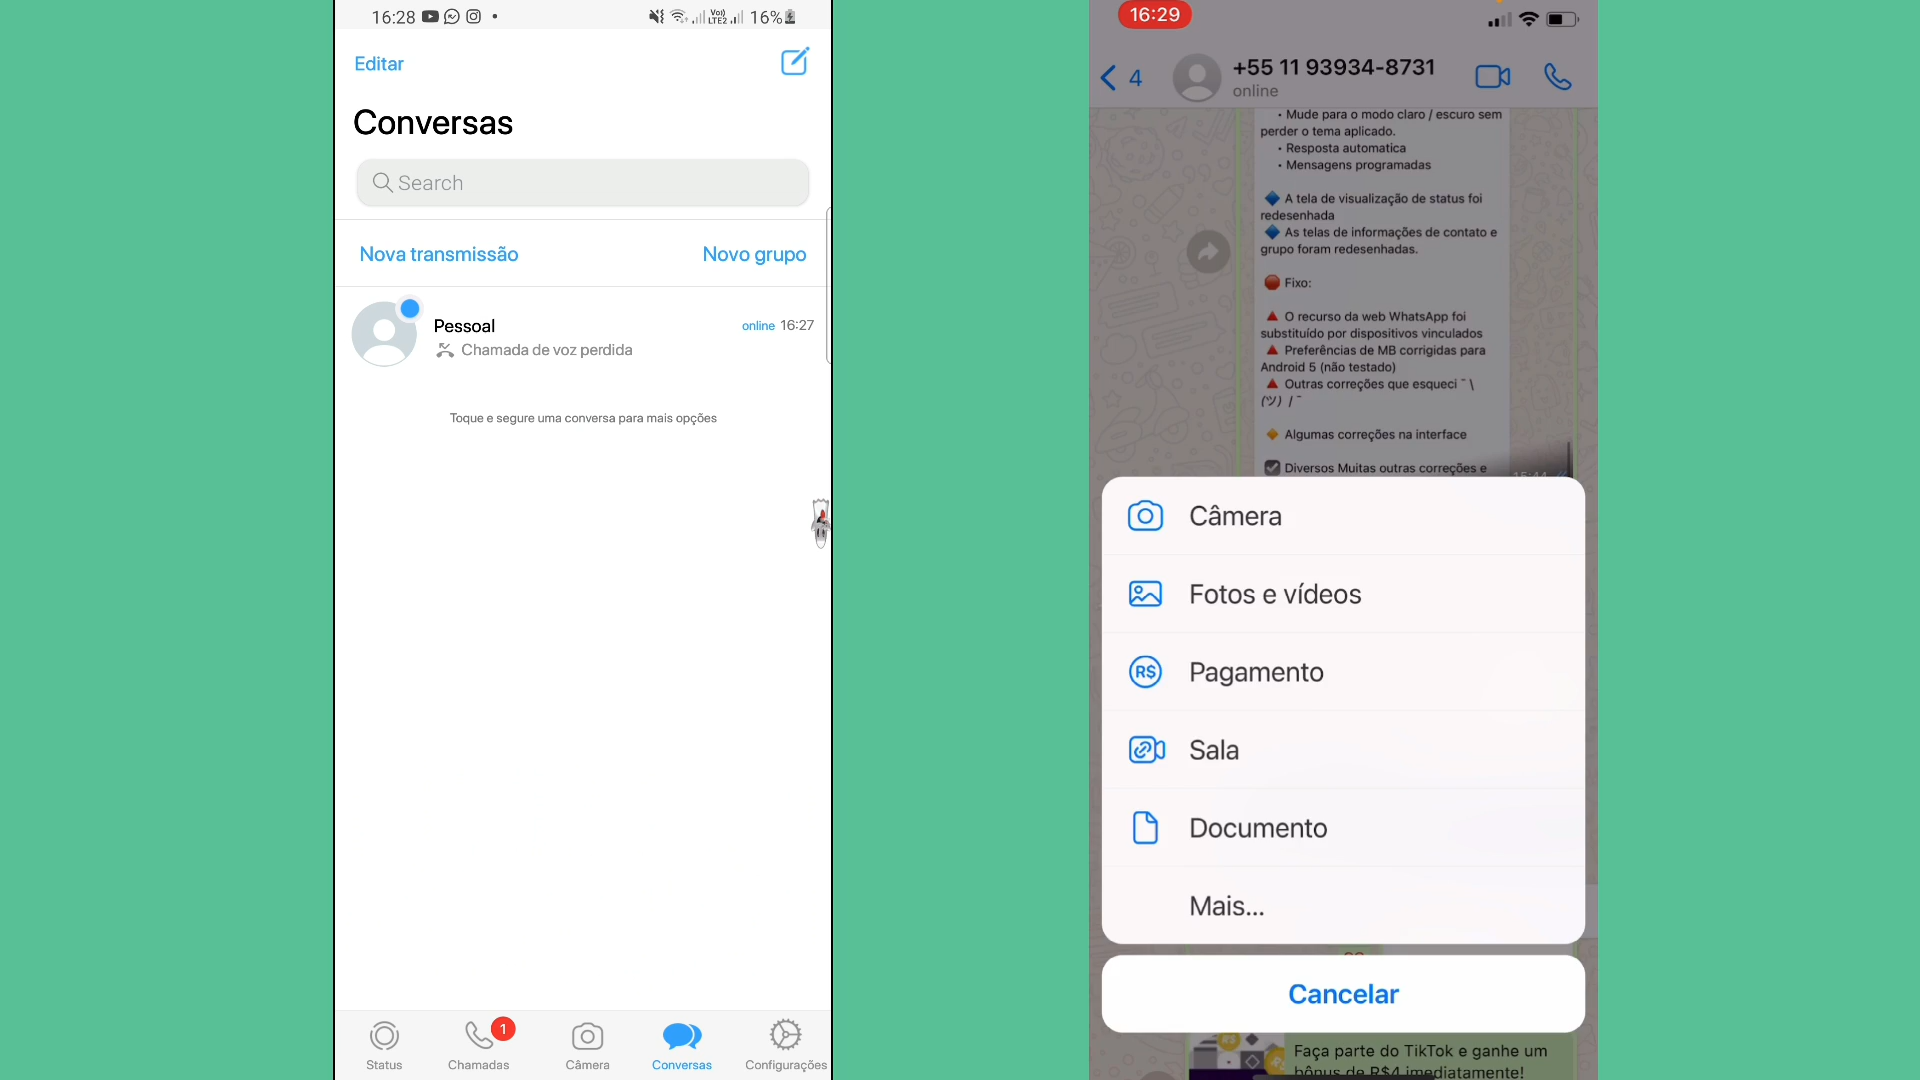 16:28
Vo))
LTE2
16%
Editar
Conversas
Search
Nova transmissão
Novo grupo
Pessoal
online 16:27
Chamada de voz perdida
Toque e segure uma conversa para mais opções
1
Status
Chamadas
Câmera
Conversas
Configurações
16:29
4
+55 11 93934-8731
online
• Mude para o modo claro / escuro sem
perder o tema aplicado.
• Resposta automatica
• Mensagens programadas
A tela de visualização de status foi
redesenhada
As telas de informações de contato e
grupo foram redesenhadas.
Fixo:
O recurso da web WhatsApp foi
substituído por dispositivos vinculados
Preferências de MB corrigidas para
Android 5 (não testado)
Outras correções que esqueci ¯ \
(ツ) / ¯
Algumas correções na interface
Diversos Muitas outras correções e
15:44
Câmera
Fotos e vídeos
R$
Pagamento
Sala
Documento
Mais...
Cancelar
R$
Faça parte do TikTok e ganhe um
bônus de R$4 imediatamente!